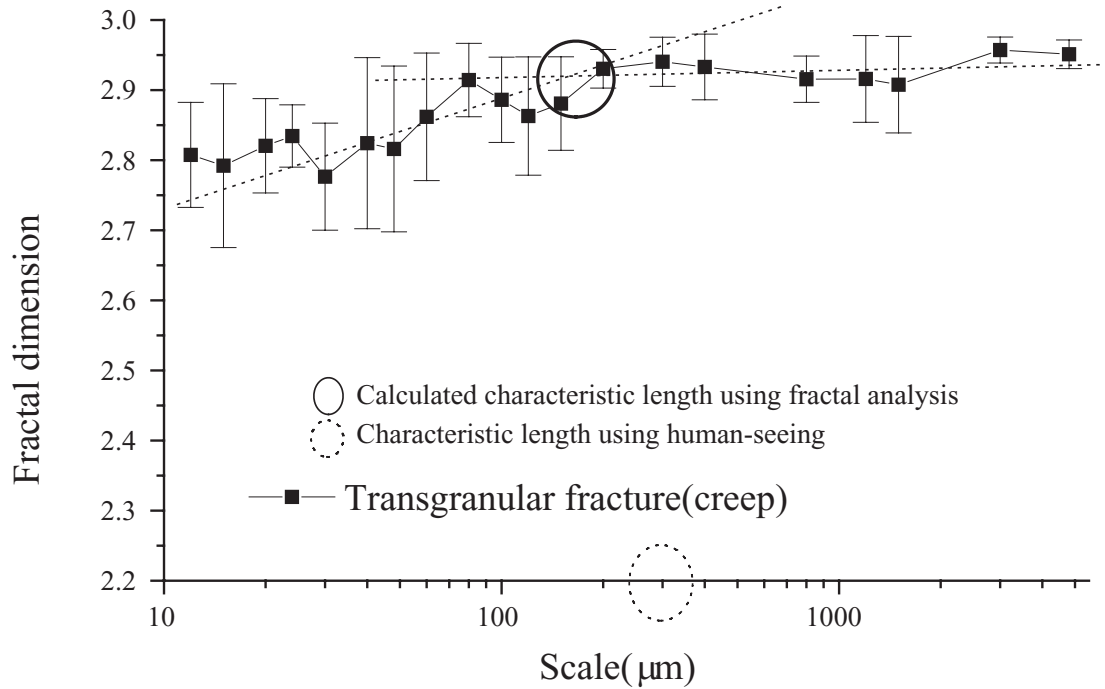 3.0
2.9
2.8
2.7
2.6
2.5
2.4
2.3
2.2
Fractal dimension
Calculated characteristic length using fractal analysis
Characteristic length using human-seeing
Transgranular fracture(creep)
10
100
1000
Scale(μm)